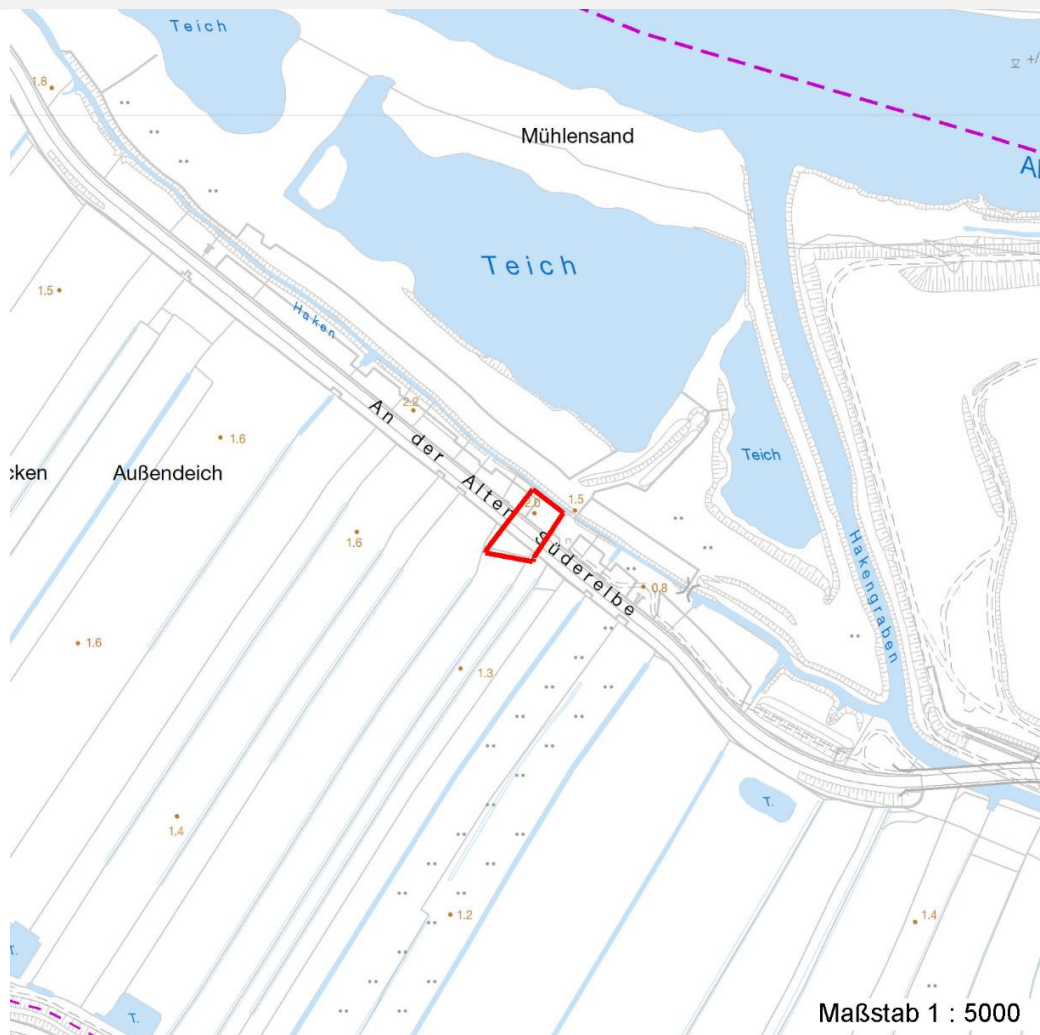 Teich
+/
1.8
Mühlensand
Al
Teich
1.5
Haken
2.2
An der Alten Süderelbe
1.6
cken
Außendeich
Teich
2.0
1.5
1.6
Hakengraben
0.8
1.6
1.3
T.
1.4
1.2
1.4
T.
T.
Maßstab 1 : 5000